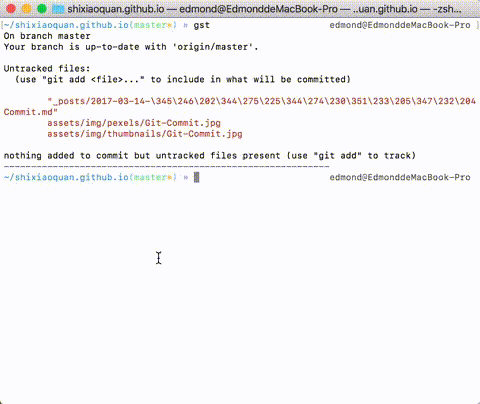 shixiaoquan.github.io — edmond@EdmonddeMacBook-Pro — ..uan.github.io — -zsh...
[~/shixiaoquan.github.io(master*) » gst edmond@EdmonddeMacBook-Pro ]
On branch master
Your branch is up-to-date with 'origin/master'.
Untracked files:
(use "git add <file>..." to include in what will be committed)
"_posts/2017-03-14-\345\246\202\344\275\225\344\274\230\351\233\205\347\232\204
Commit.md"
assets/img/pexels/Git-Commit.jpg
assets/img/thumbnails/Git-Commit.jpg
nothing added to commit but untracked files present (use "git add" to track)
~/shixiaoquan.github.io(master*) » edmond@EdmonddeMacBook-Pro